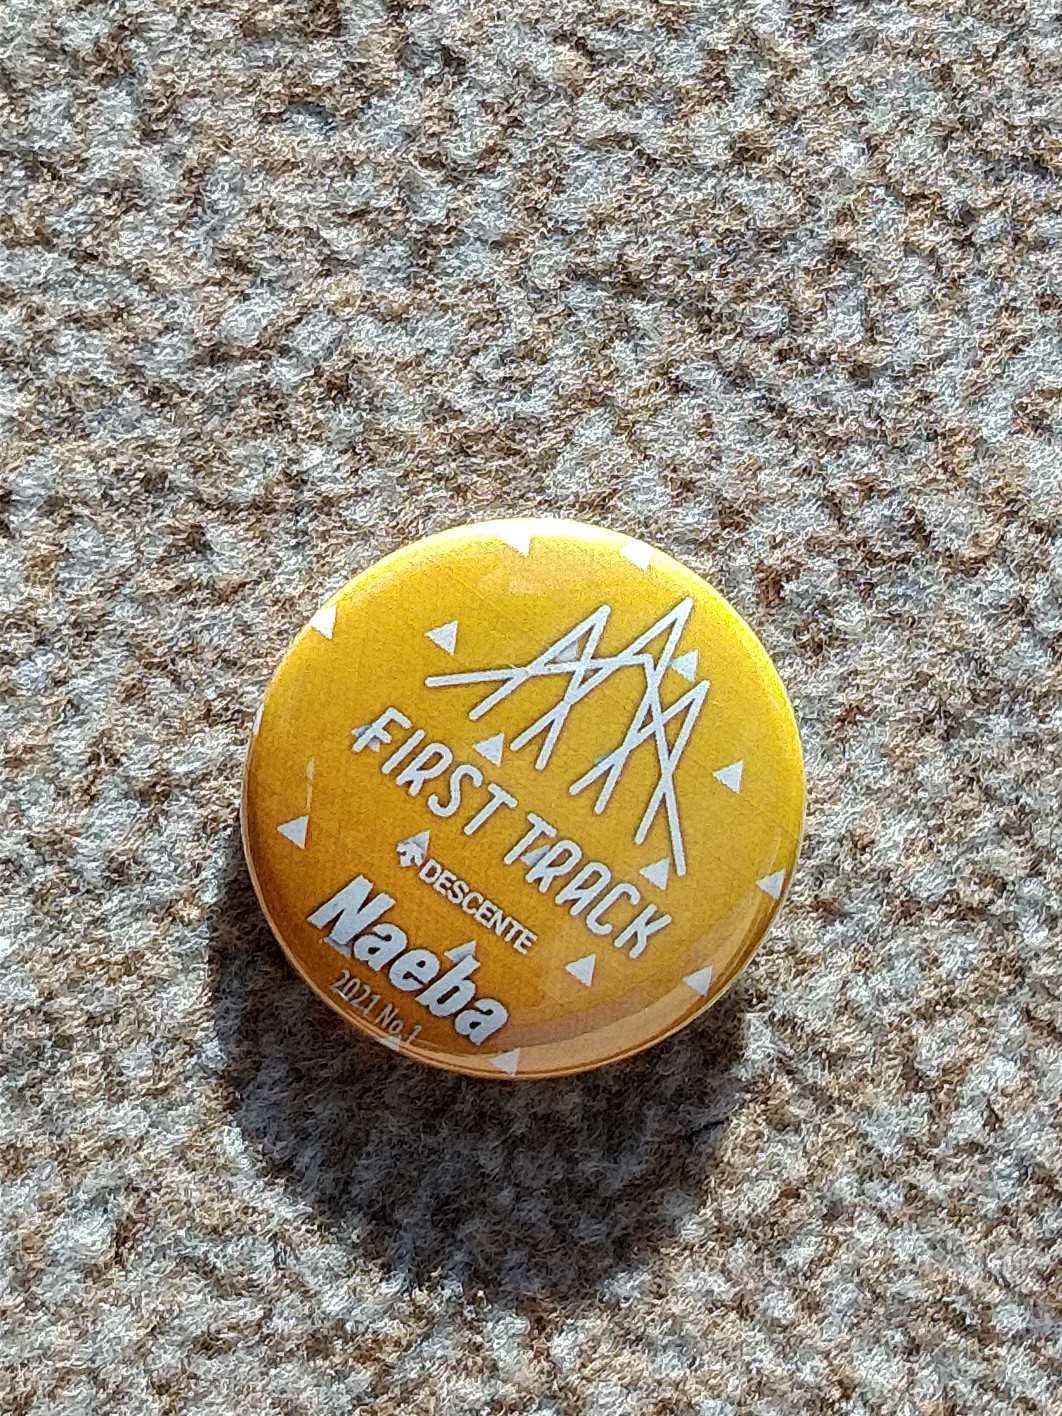 FIRST TRACK
DESCENTE
Naeba
2021 No.1